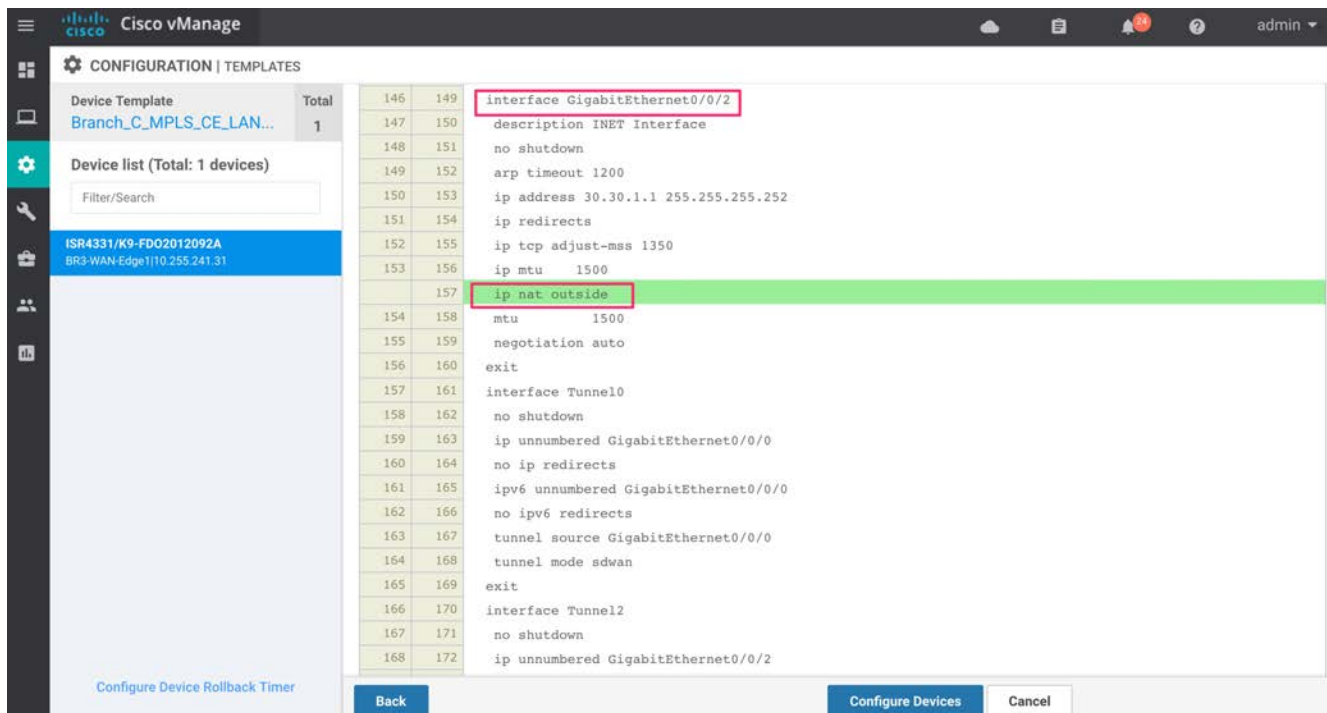 cisco Cisco vManage 24 admin
CONFIGURATION | TEMPLATES
Device Template Total
Branch_C_MPLS_CE_LAN... 1
Device list (Total: 1 devices)
Filter/Search
ISR4331/K9-FDO2012092A
BR3-WAN-Edge1|10.255.241.31
Configure Device Rollback Timer
146 149 interface GigabitEthernet0/0/2
147 150 description INET Interface
148 151 no shutdown
149 152 arp timeout 1200
150 153 ip address 30.30.1.1 255.255.255.252
151 154 ip redirects
152 155 ip tcp adjust-mss 1350
153 156 ip mtu 1500
157 ip nat outside
154 158 mtu 1500
155 159 negotiation auto
156 160 exit
157 161 interface Tunnel0
158 162 no shutdown
159 163 ip unnumbered GigabitEthernet0/0/0
160 164 no ip redirects
161 165 ipv6 unnumbered GigabitEthernet0/0/0
162 166 no ipv6 redirects
163 167 tunnel source GigabitEthernet0/0/0
164 168 tunnel mode sdwan
165 169 exit
166 170 interface Tunnel2
167 171 no shutdown
168 172 ip unnumbered GigabitEthernet0/0/2
Back Configure Devices Cancel